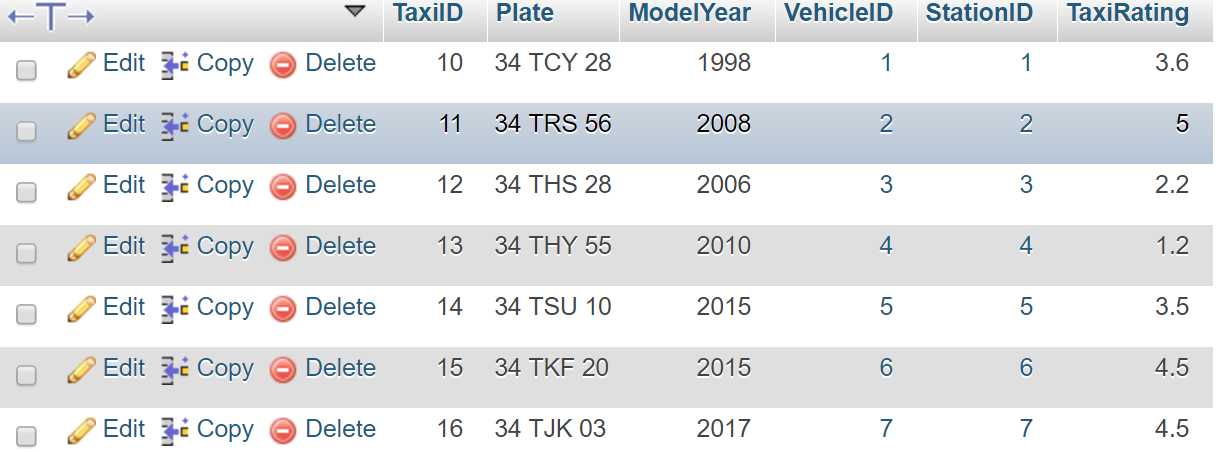 TaxiID Plate ModelYear VehicleID StationID TaxiRating
Edit Copy Delete 10 34 TCY 28 1998 1 1 3.6
Edit Copy Delete 11 34 TRS 56 2008 2 2 5
Edit Copy Delete 12 34 THS 28 2006 3 3 2.2
Edit Copy Delete 13 34 THY 55 2010 4 4 1.2
Edit Copy Delete 14 34 TSU 10 2015 5 5 3.5
Edit Copy Delete 15 34 TKF 20 2015 6 6 4.5
Edit Copy Delete 16 34 TJK 03 2017 7 7 4.5